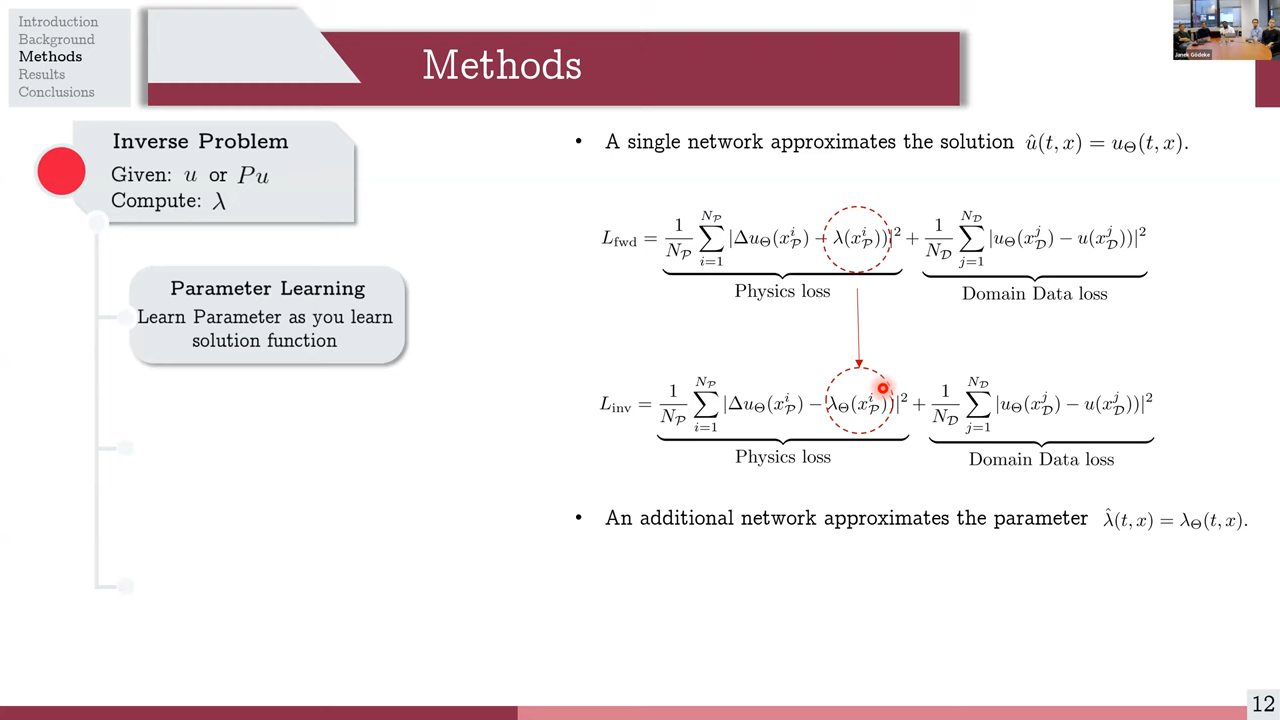 Introduction
Background
Methods
Results
Conclusions
Methods
Janek Gödeke
Inverse Problem
Given: u or Pu
Compute: λ
Parameter Learning
Learn Parameter as you learn
solution function
• A single network approximates the solution û(t, x) = u_Θ(t, x).
L_fwd = 1/N_𝒫 ∑_{i=1}^{N_𝒫} |Δu_Θ(x_𝒫^i) − λ(x_𝒫^i))|² + 1/N_𝒟 ∑_{j=1}^{N_𝒟} |u_Θ(x_𝒟^j) − u(x_𝒟^j))|²
Physics loss
Domain Data loss
L_inv = 1/N_𝒫 ∑_{i=1}^{N_𝒫} |Δu_Θ(x_𝒫^i) − λ_Θ(x_𝒫^i))|² + 1/N_𝒟 ∑_{j=1}^{N_𝒟} |u_Θ(x_𝒟^j) − u(x_𝒟^j))|²
Physics loss
Domain Data loss
• An additional network approximates the parameter λ̂(t, x) = λ_Θ(t, x).
12